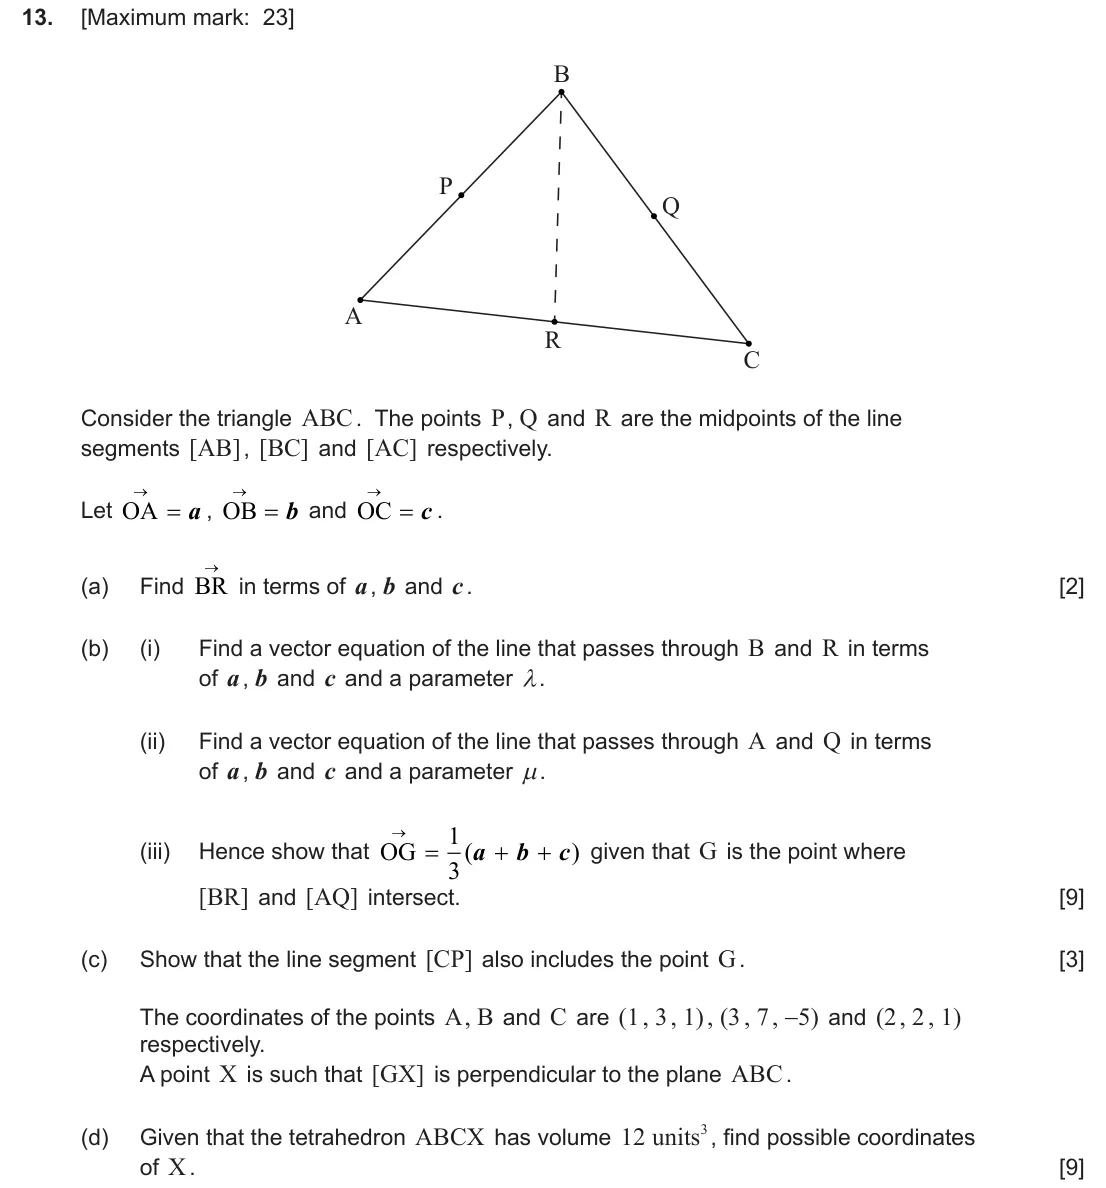 13. [Maximum mark: 23]
B
P
Q
A
R
C
Consider the triangle ABC. The points P, Q and R are the midpoints of the line
segments [AB], [BC] and [AC] respectively.
Let $\overrightarrow{OA}$ = a, $\overrightarrow{OB}$ = b and $\overrightarrow{OC}$ = c.
(a) Find $\overrightarrow{BR}$ in terms of a, b and c. [2]
(b) (i) Find a vector equation of the line that passes through B and R in terms
of a, b and c and a parameter λ.
(ii) Find a vector equation of the line that passes through A and Q in terms
of a, b and c and a parameter μ.
(iii) Hence show that $\overrightarrow{OG} = \frac{1}{3}$(a + b + c) given that G is the point where
[BR] and [AQ] intersect. [9]
(c) Show that the line segment [CP] also includes the point G. [3]
The coordinates of the points A, B and C are (1, 3, 1), (3, 7, −5) and (2, 2, 1)
respectively.
A point X is such that [GX] is perpendicular to the plane ABC.
(d) Given that the tetrahedron ABCX has volume 12 units³, find possible coordinates
of X. [9]